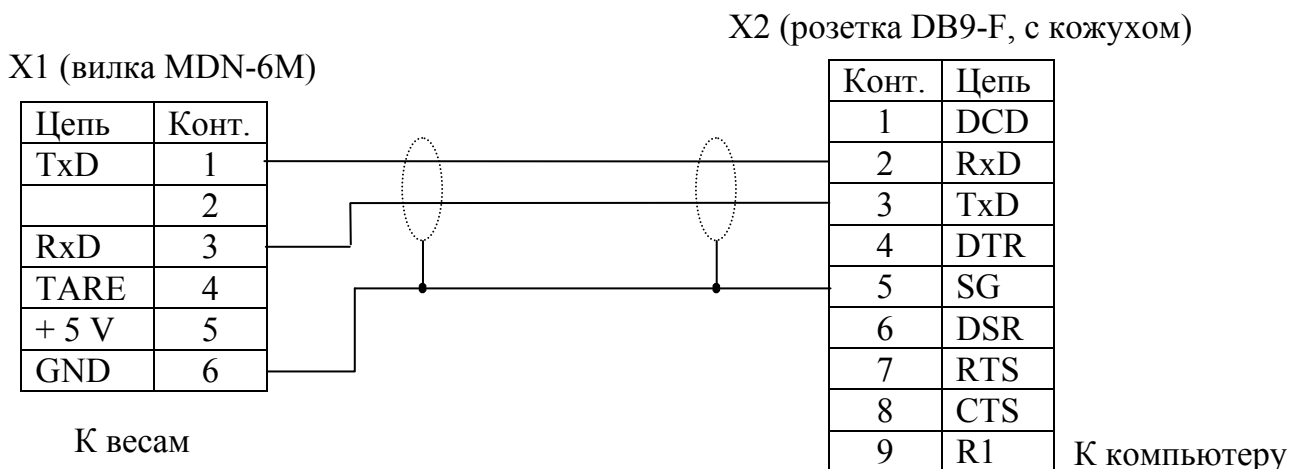 X2 (розетка DB9-F, с кожухом)
X1 (вилка MDN-6M)
Цепь Конт.
TxD 1
2
RxD 3
TARE 4
+ 5 V 5
GND 6
К весам
Конт. Цепь
1 DCD
2 RxD
3 TxD
4 DTR
5 SG
6 DSR
7 RTS
8 CTS
9 R1
К компьютеру